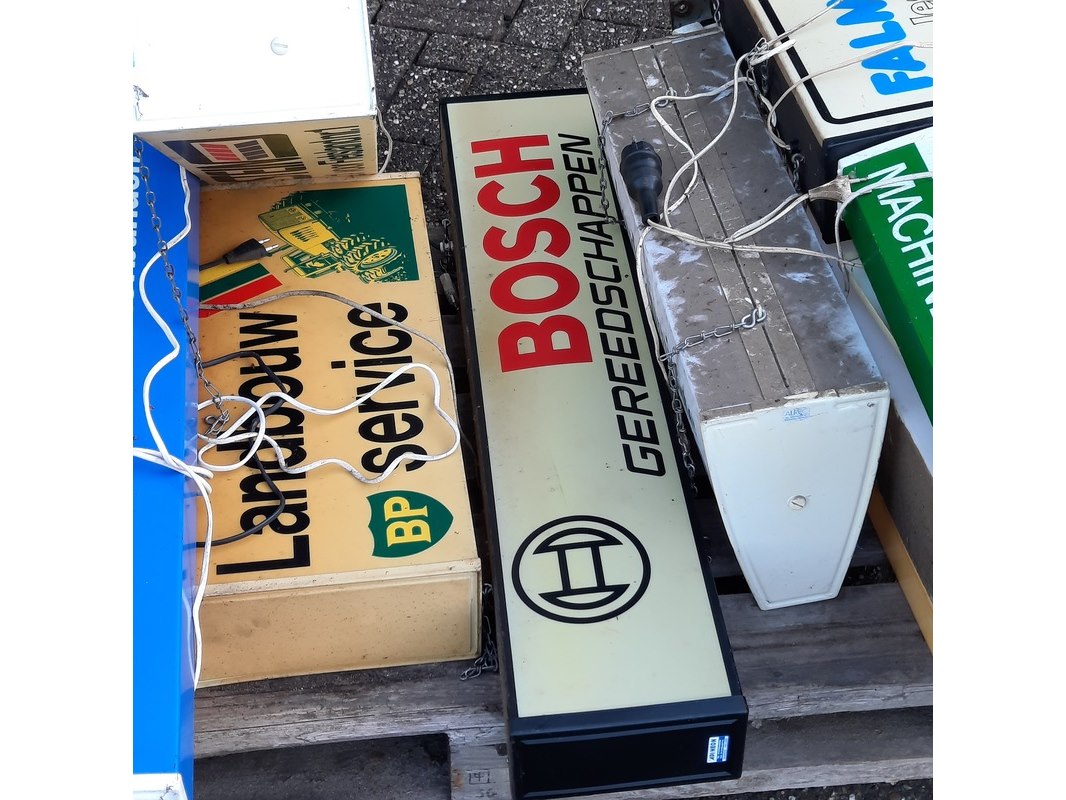 Landbouw
service
BP
BOSCH
GEREEDSCHAPPEN
FALM
MACHIN